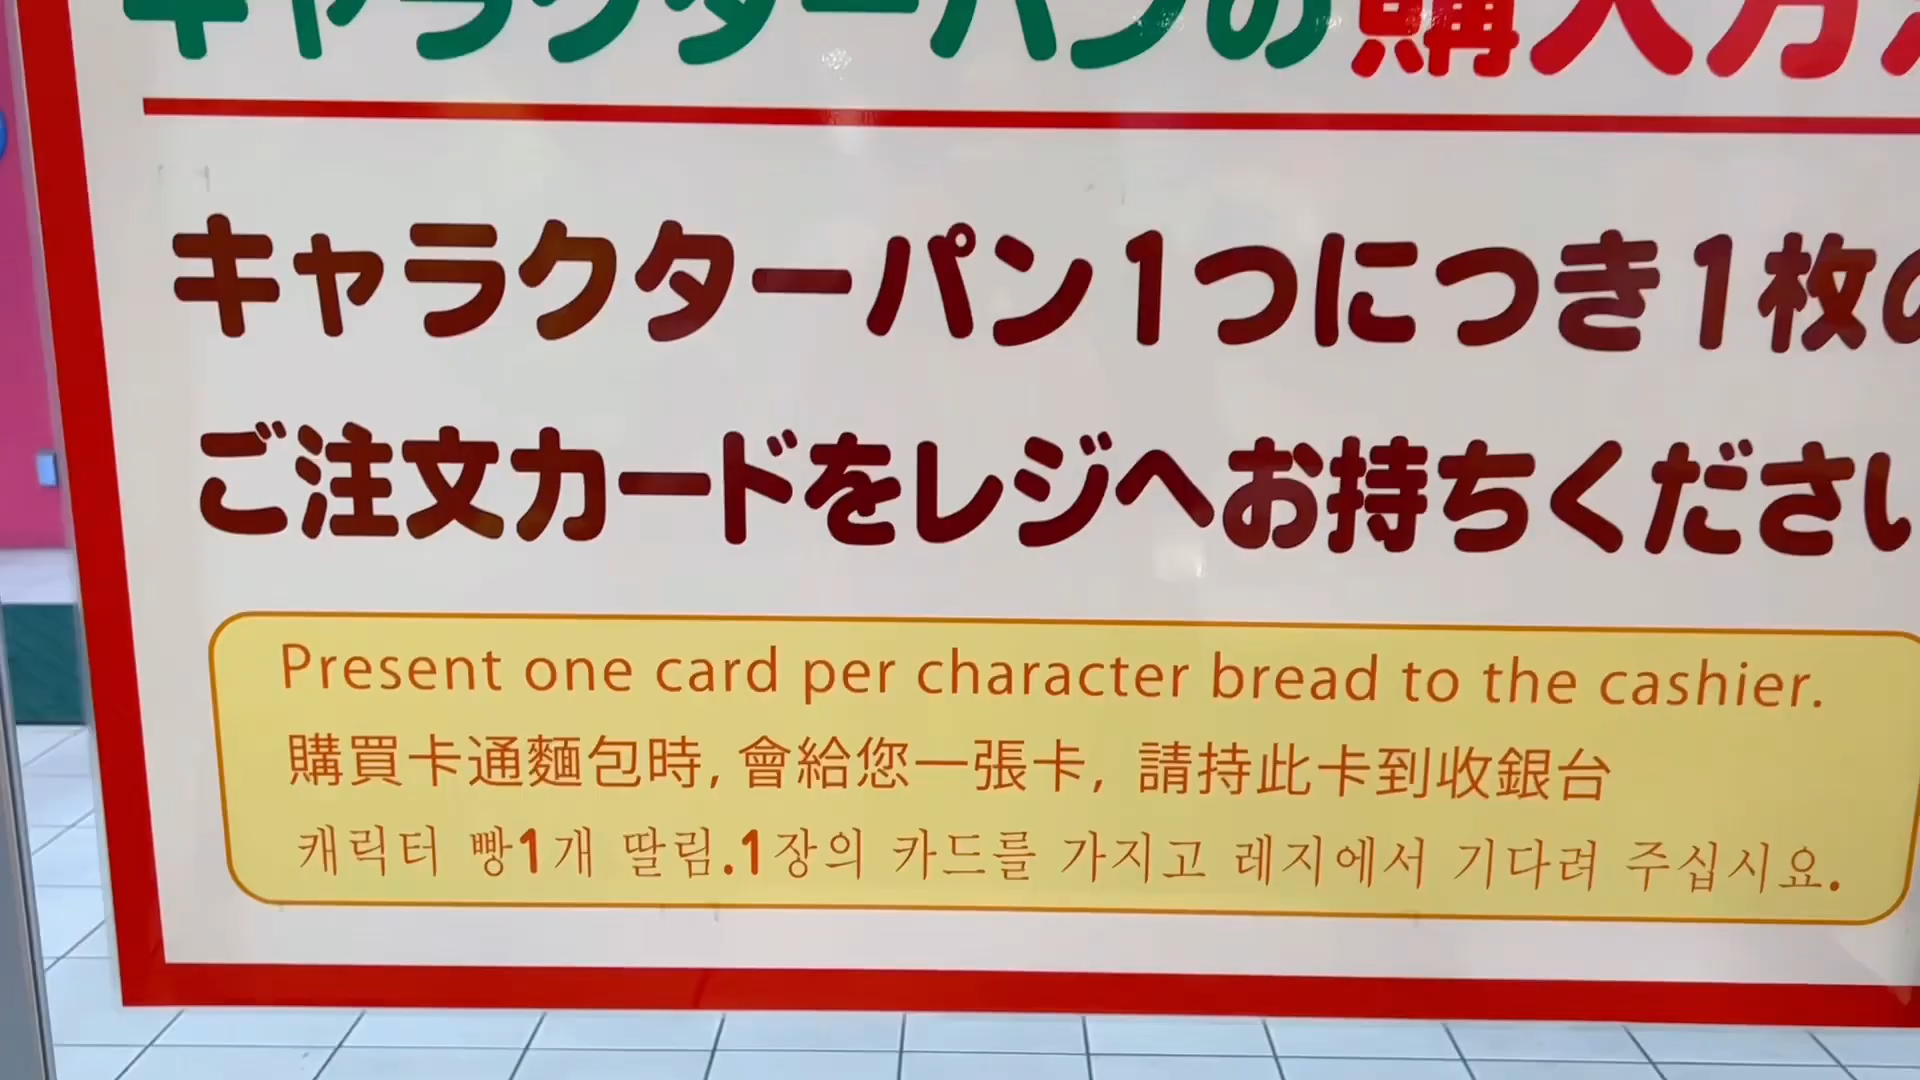 キャラクターパンの購入方
キャラクターパン1つにつき1枚の
ご注文カードをレジへお持ちください
Present one card per character bread to the cashier.
購買卡通麵包時,會給您一張卡, 請持此卡到收銀台
캐릭터 빵1개 딸림.1장의 카드를 가지고 레지에서 기다려 주십시요.